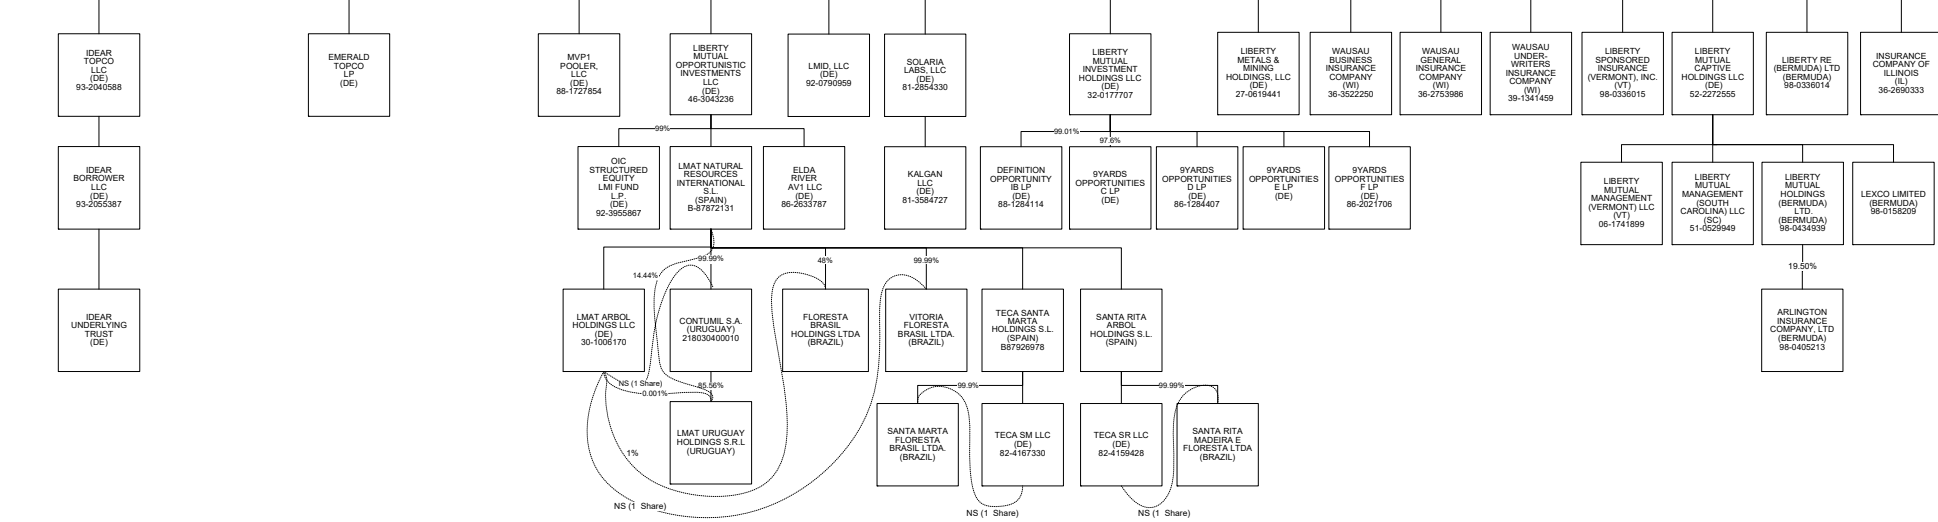 IDEAR
TOPCO
LLC
(DE)
93-2040588
EMERALD
TOPCO
LP
(DE)
MVP1
POOLER,
LLC
(DE)
88-1727854
LIBERTY
MUTUAL
OPPORTUNISTIC
INVESTMENTS
LLC
(DE)
46-3043236
LMID, LLC
(DE)
92-0790959
SOLARIA
LABS, LLC
(DE)
81-2854330
LIBERTY
MUTUAL
INVESTMENT
HOLDINGS LLC
(DE)
32-0177707
LIBERTY
METALS &
MINING
HOLDINGS, LLC
(DE)
27-0619441
WAUSAU
BUSINESS
INSURANCE
COMPANY
(WI)
36-3522250
WAUSAU
GENERAL
INSURANCE
COMPANY
(WI)
36-2753986
WAUSAU
UNDER-
WRITERS
INSURANCE
COMPANY
(WI)
39-1341459
LIBERTY
SPONSORED
INSURANCE
(VERMONT), INC.
(VT)
98-0336015
LIBERTY
MUTUAL
CAPTIVE
HOLDINGS LLC
(DE)
52-2272555
LIBERTY RE
(BERMUDA) LTD
(BERMUDA)
98-0336014
INSURANCE
COMPANY OF
ILLINOIS
(IL)
36-2690333
99%
99.01%
97.6%
IDEAR
BORROWER
LLC
(DE)
93-2055387
OIC
STRUCTURED
EQUITY
LMI FUND
L.P.
(DE)
92-3955867
LMAT NATURAL
RESOURCES
INTERNATIONAL
S.L.
(SPAIN)
B-87872131
ELDA
RIVER
AV1 LLC
(DE)
86-2633787
KALGAN
LLC
(DE)
81-3584727
DEFINITION
OPPORTUNITY
IB LP
(DE)
88-1284114
9YARDS
OPPORTUNITIES
C LP
(DE)
9YARDS
OPPORTUNITIES
D LP
(DE)
86-1284407
9YARDS
OPPORTUNITIES
E LP
(DE)
9YARDS
OPPORTUNITIES
F LP
(DE)
86-2021706
LIBERTY
MUTUAL
MANAGEMENT
(VERMONT) LLC
(VT)
06-1741899
LIBERTY
MUTUAL
MANAGEMENT
(SOUTH
CAROLINA) LLC
(SC)
51-0529949
LIBERTY
MUTUAL
HOLDINGS
(BERMUDA)
LTD.
(BERMUDA)
98-0434939
LEXCO LIMITED
(BERMUDA)
98-0158209
99.99%
48%
99.99%
14.44%
19.50%
IDEAR
UNDERLYING
TRUST
(DE)
LMAT ARBOL
HOLDINGS LLC
(DE)
30-1006170
CONTUMIL S.A.
(URUGUAY)
218030400010
FLORESTA
BRASIL
HOLDINGS LTDA
(BRAZIL)
VITORIA
FLORESTA
BRASIL LTDA.
(BRAZIL)
TECA SANTA
MARTA
HOLDINGS S.L.
(SPAIN)
B87926978
SANTA RITA
ARBOL
HOLDINGS S.L.
(SPAIN)
ARLINGTON
INSURANCE
COMPANY, LTD
(BERMUDA)
98-0405213
NS (1 Share)
85.56%
0.001%
99.9%
99.99%
LMAT URUGUAY
HOLDINGS S.R.L
(URUGUAY)
SANTA MARTA
FLORESTA
BRASIL LTDA.
(BRAZIL)
TECA SM LLC
(DE)
82-4167330
TECA SR LLC
(DE)
82-4159428
SANTA RITA
MADEIRA E
FLORESTA LTDA
(BRAZIL)
1%
NS (1 Share)
NS (1 Share)
NS (1 Share)